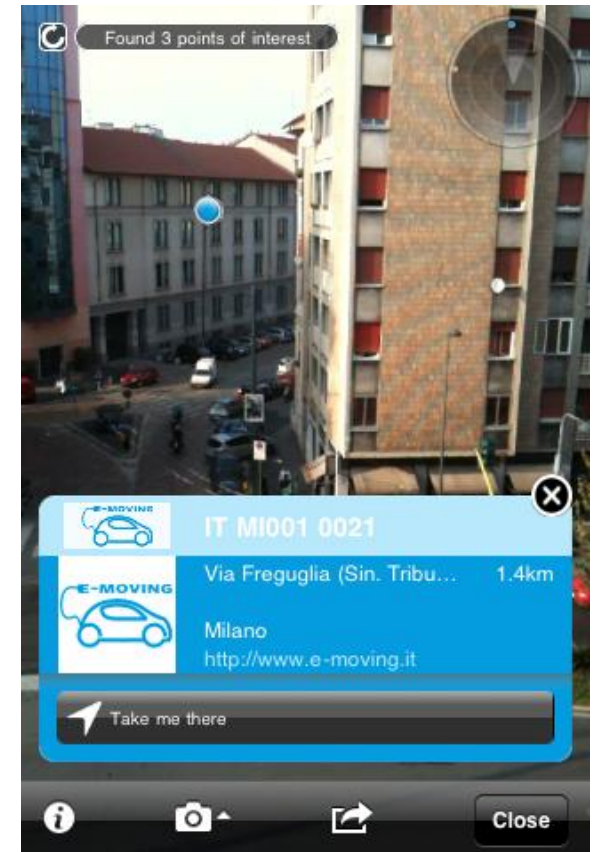 Found 3 points of interest
E-MOVING
IT MI001 0021
E-MOVING
Via Freguglia (Sin. Tribu... 1.4km
Milano
http://www.e-moving.it
Take me there
Close